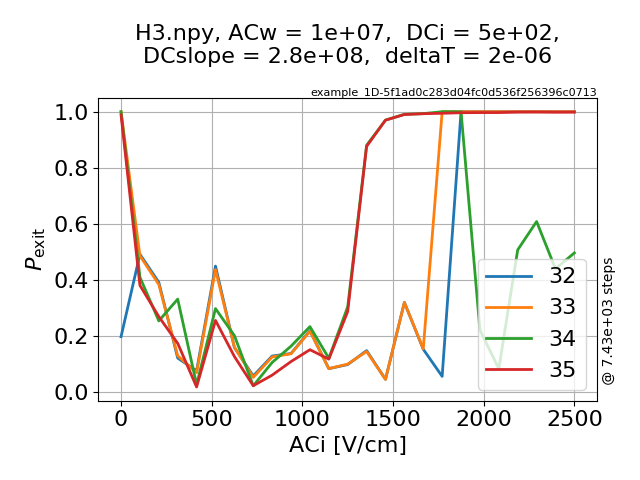 H3.npy, ACw = 1e+07,  DCi = 5e+02,
DCslope = 2.8e+08,  deltaT = 2e-06
example_1D-5f1ad0c283d04fc0d536f256396c0713
1.0
0.8
0.6
0.4
0.2
0.0
P_exit
0 500 1000 1500 2000 2500
ACi [V/cm]
32
33
34
35
@ 7.43e+03 steps